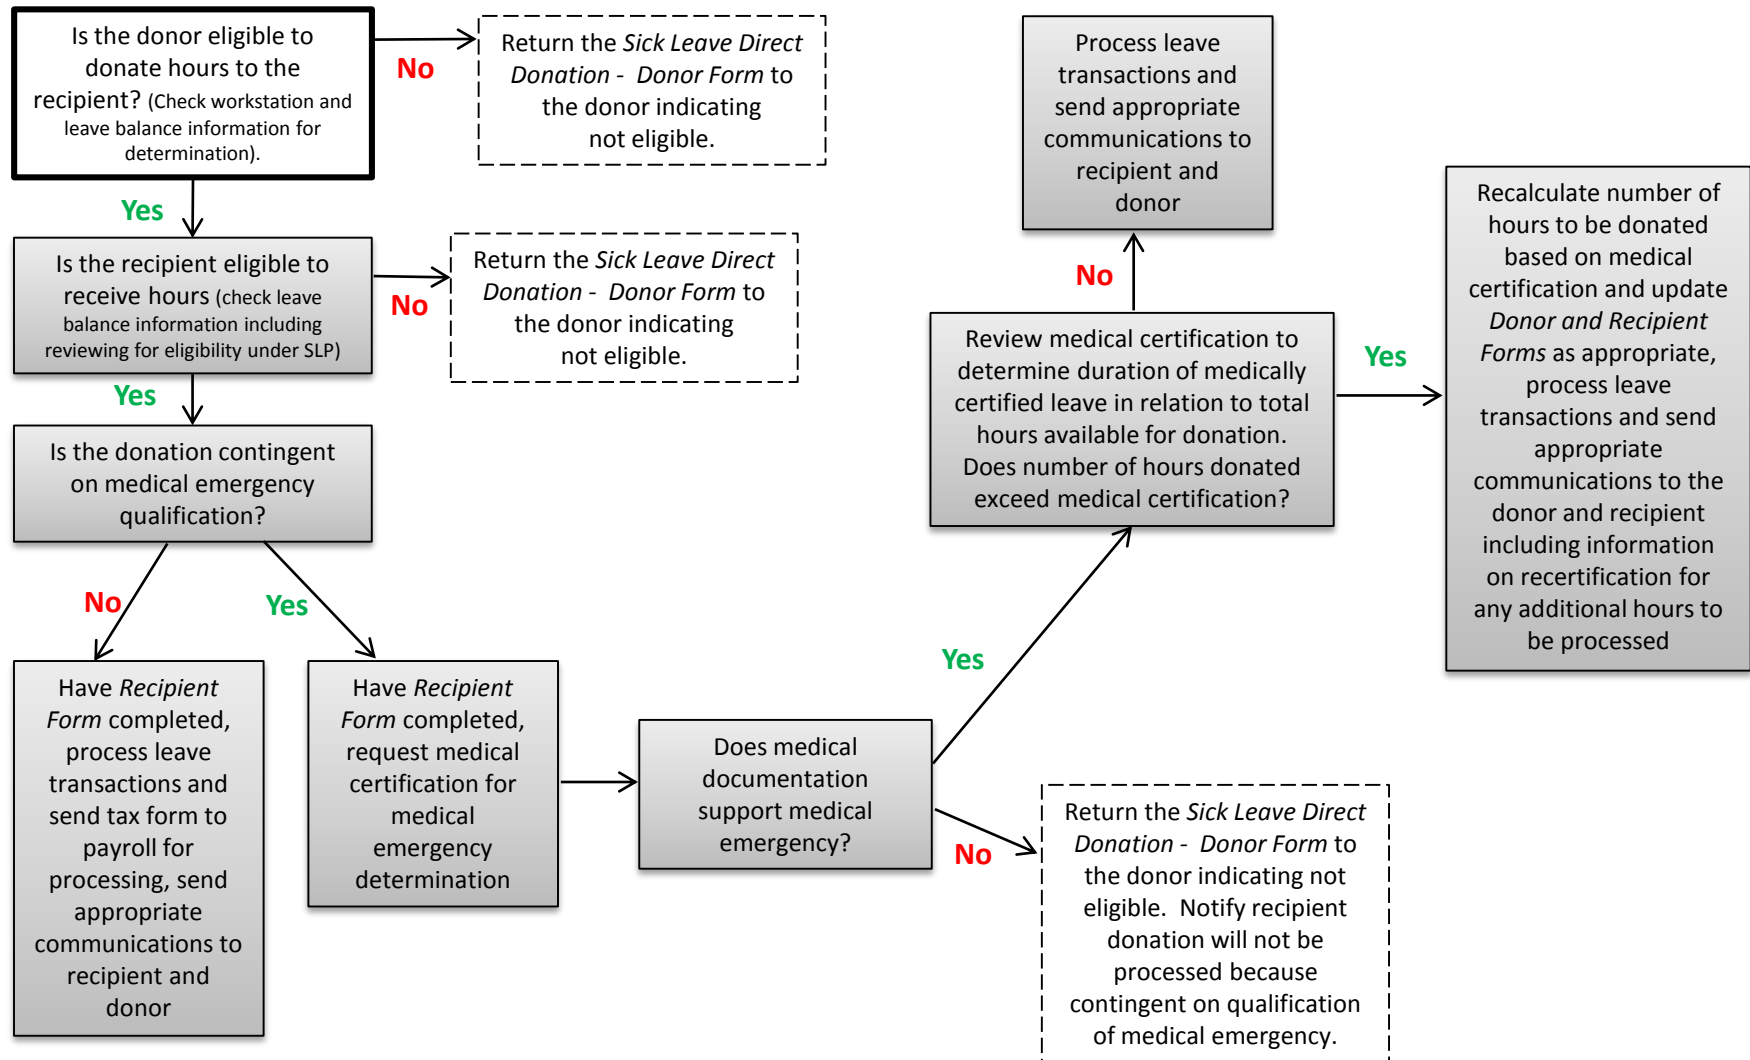 Is the donor eligible to
donate hours to the
recipient? (Check workstation and
leave balance information for
determination).
No
Return the Sick Leave Direct
Donation - Donor Form to
the donor indicating
not eligible.
Yes
Is the recipient eligible to
receive hours (check leave
balance information including
reviewing for eligibility under SLP)
No
Return the Sick Leave Direct
Donation - Donor Form to
the donor indicating
not eligible.
Yes
Is the donation contingent
on medical emergency
qualification?
No
Yes
Have Recipient
Form completed,
process leave
transactions and
send tax form to
payroll for
processing, send
appropriate
communications to
recipient and
donor
Have Recipient
Form completed,
request medical
certification for
medical
emergency
determination
Does medical
documentation
support medical
emergency?
No
Return the Sick Leave Direct
Donation - Donor Form to
the donor indicating not
eligible. Notify recipient
donation will not be
processed because
contingent on qualification
of medical emergency.
Yes
Review medical certification to
determine duration of medically
certified leave in relation to total
hours available for donation.
Does number of hours donated
exceed medical certification?
No
Process leave
transactions and
send appropriate
communications to
recipient and
donor
Yes
Recalculate number of
hours to be donated
based on medical
certification and update
Donor and Recipient
Forms as appropriate,
process leave
transactions and send
appropriate
communications to the
donor and recipient
including information
on recertification for
any additional hours to
be processed